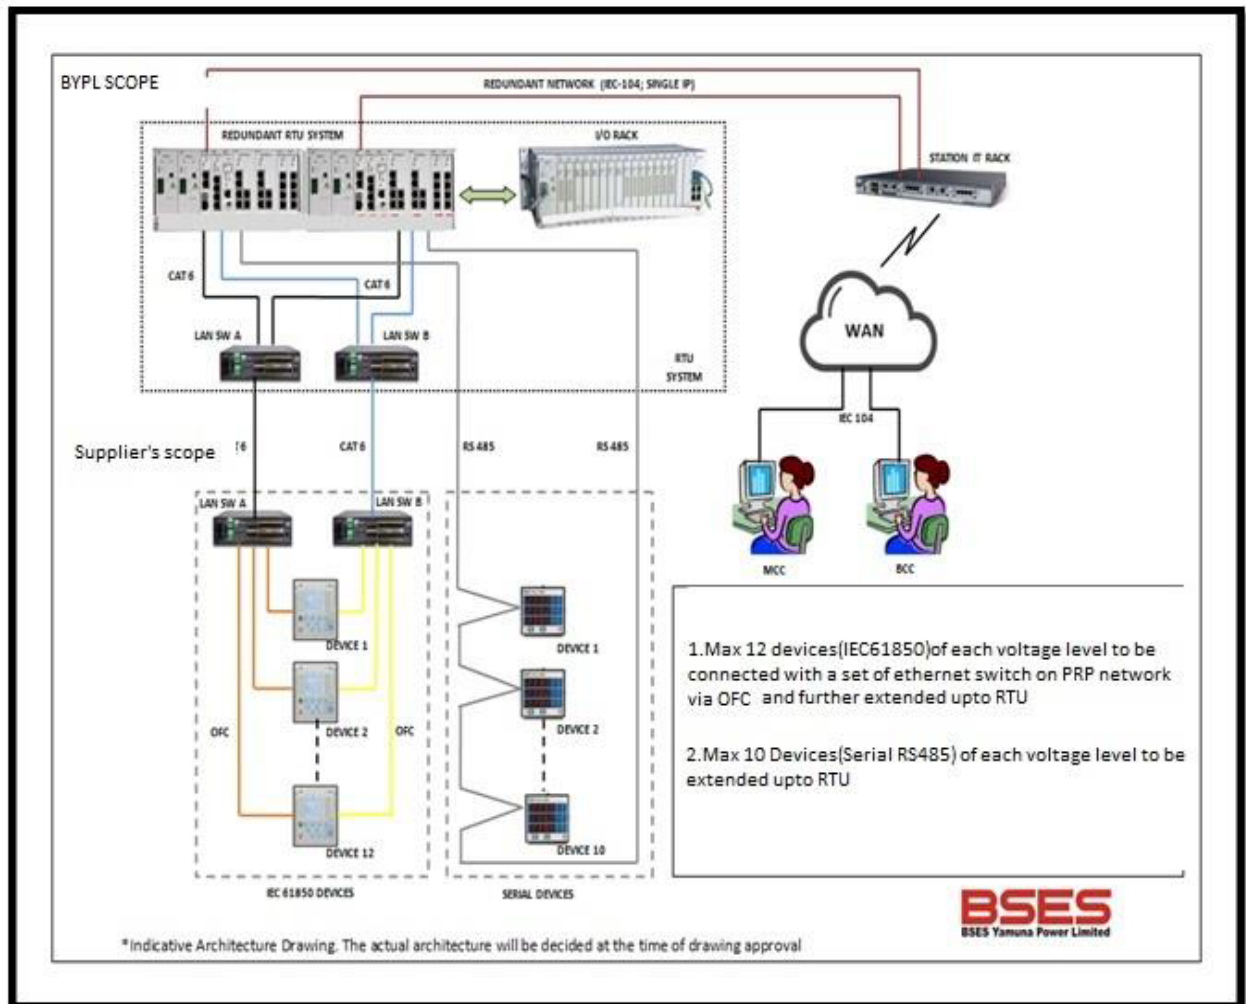 BYPL SCOPE
REDUNDANT NETWORK (IEC-104; SINGLE IP)
REDUNDANT RTU SYSTEM
I/O RACK
STATION IT RACK
CAT 6
CAT 6
LAN SW A
LAN SW B
WAN
RTU
SYSTEM
IEC 104
Supplier's scope
T6
CAT 6
RS 485
RS 485
LAN SW A
LAN SW B
MCC
BCC
DEVICE 1
DEVICE 1
DEVICE 2
DEVICE 2
OFC
OFC
DEVICE 12
DEVICE 10
IEC 61850 DEVICES
SERIAL DEVICES
1.Max 12 devices(IEC61850)of each voltage level to be
connected with a set of ethernet switch on PRP network
via OFC and further extended upto RTU
2.Max 10 Devices(Serial RS485) of each voltage level to be
extended upto RTU
BSES
BSES Yamuna Power Limited
*Indicative Architecture Drawing. The actual architecture will be decided at the time of drawing approval